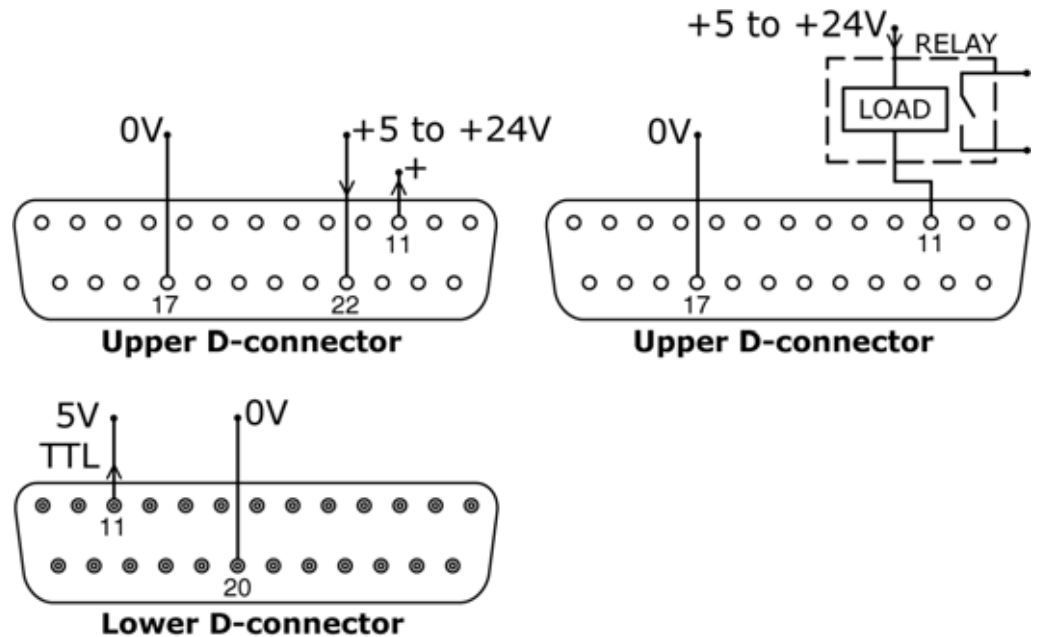 0V
+5 to +24V
+
11
17
22
Upper D-connector
+5 to +24V
RELAY
LOAD
0V
11
17
Upper D-connector
5V
0V
TTL
11
20
Lower D-connector